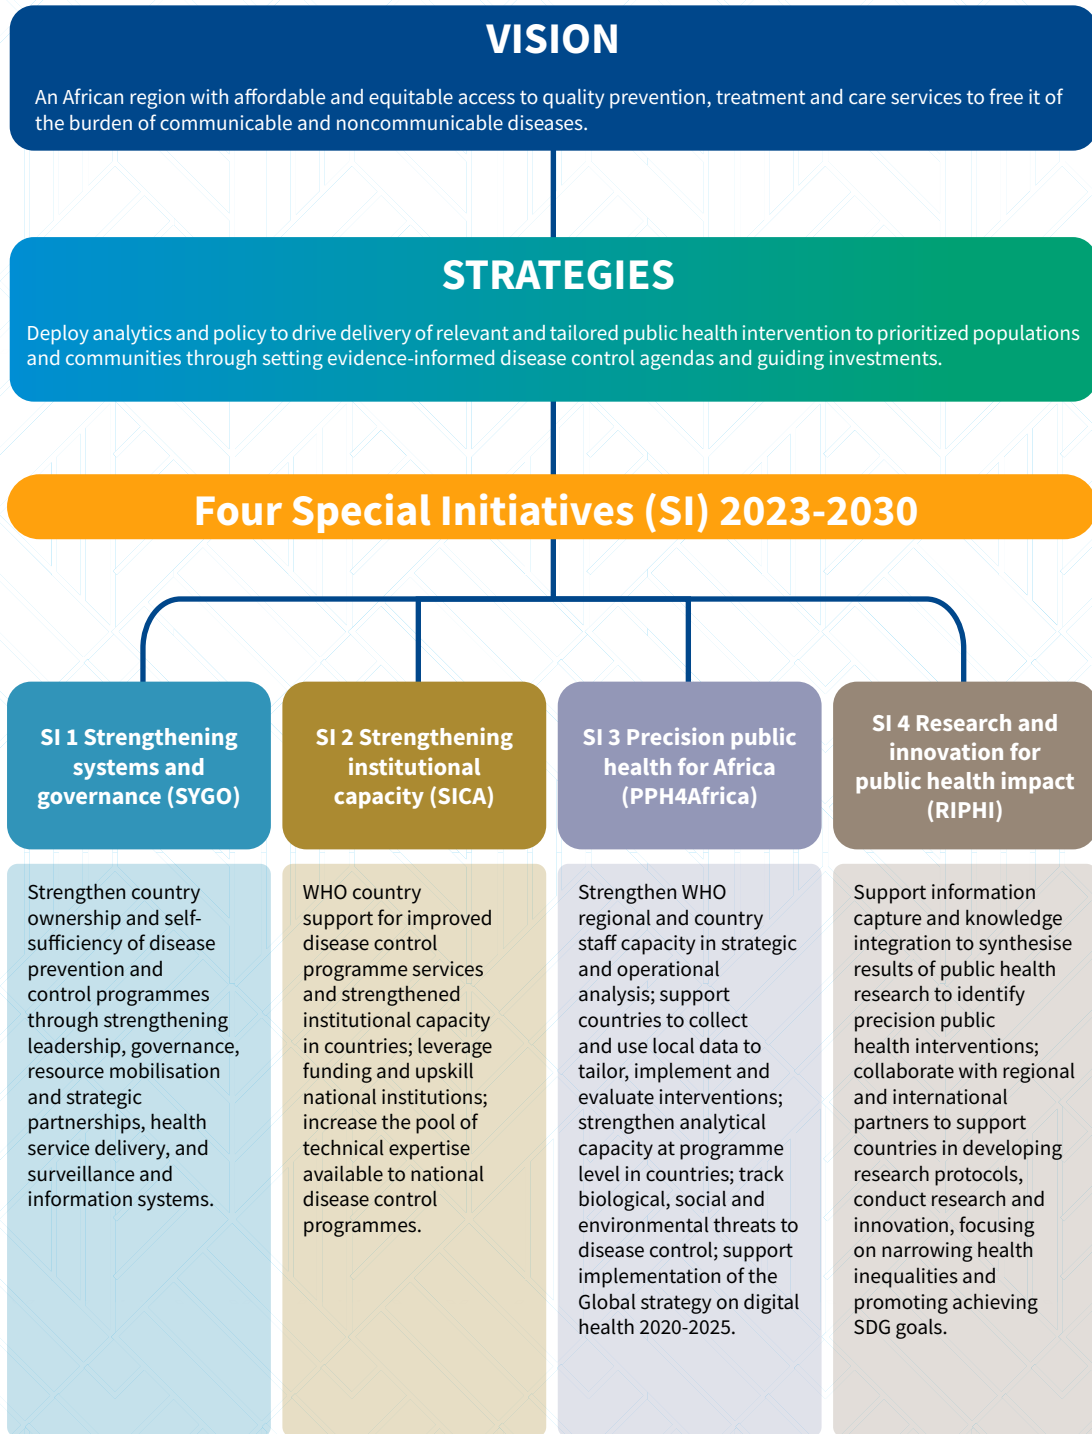 VISION
An African region with affordable and equitable access to quality prevention, treatment and care services to free it of
the burden of communicable and noncommunicable diseases.
STRATEGIES
Deploy analytics and policy to drive delivery of relevant and tailored public health intervention to prioritized populations
and communities through setting evidence-informed disease control agendas and guiding investments.
Four Special Initiatives (SI) 2023-2030
SI 1 Strengthening
systems and
governance (SYGO)
Strengthen country
ownership and self-
sufficiency of disease
prevention and
control programmes
through strengthening
leadership, governance,
resource mobilisation
and strategic
partnerships, health
service delivery, and
surveillance and
information systems.
SI 2 Strengthening
institutional
capacity (SICA)
WHO country
support for improved
disease control
programme services
and strengthened
institutional capacity
in countries; leverage
funding and upskill
national institutions;
increase the pool of
technical expertise
available to national
disease control
programmes.
SI 3 Precision public
health for Africa
(PPH4Africa)
Strengthen WHO
regional and country
staff capacity in strategic
and operational
analysis; support
countries to collect
and use local data to
tailor, implement and
evaluate interventions;
strengthen analytical
capacity at programme
level in countries; track
biological, social and
environmental threats to
disease control; support
implementation of the
Global strategy on digital
health 2020-2025.
SI 4 Research and
innovation for
public health impact
(RIPHI)
Support information
capture and knowledge
integration to synthesise
results of public health
research to identify
precision public
health interventions;
collaborate with regional
and international
partners to support
countries in developing
research protocols,
conduct research and
innovation, focusing
on narrowing health
inequalities and
promoting achieving
SDG goals.